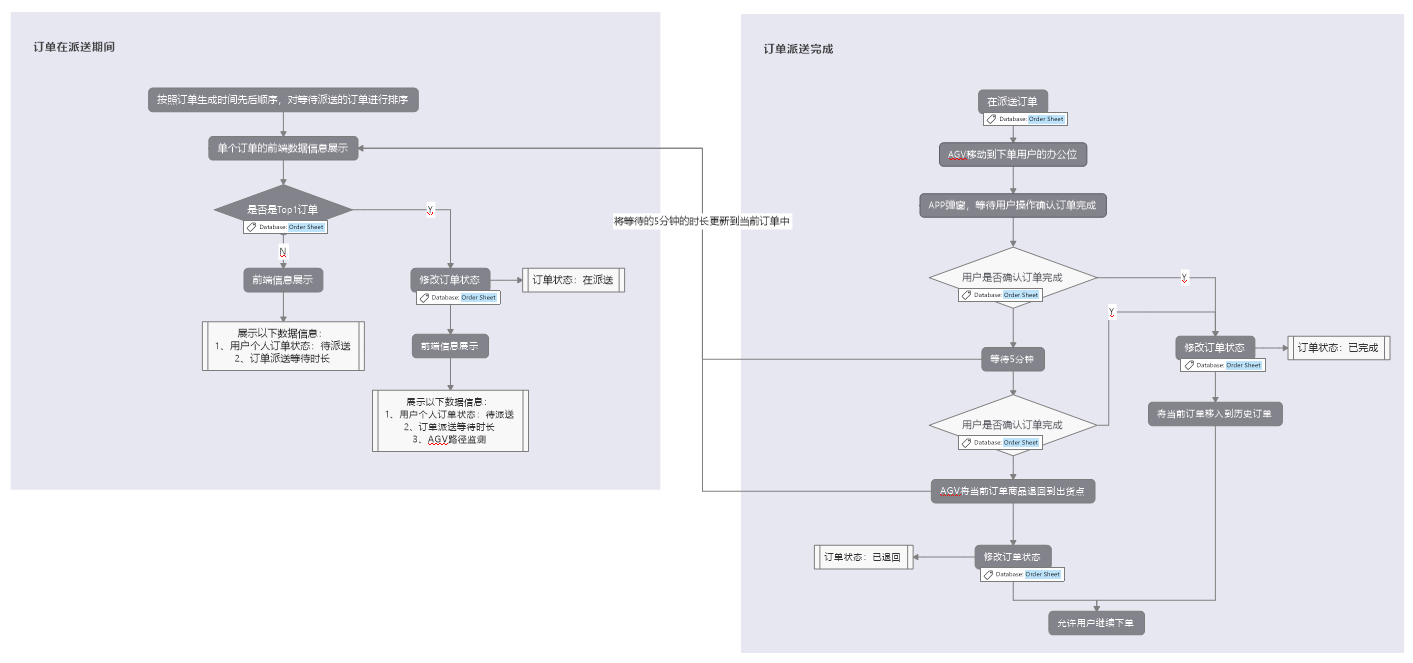 订单在派送期间
按照订单生成时间先后顺序，对等待派送的订单进行排序
单个订单的前端数据信息展示
是否是Top1订单
Database: Order Sheet
Y
N
前端信息展示
展示以下数据信息：
1、用户个人订单状态：待派送
2、订单派送等待时长
修改订单状态
Database: Order Sheet
订单状态：在派送
前端信息展示
展示以下数据信息：
1、用户个人订单状态：待派送
2、订单派送等待时长
3、AGV路径监测
将等待的5分钟的时长更新到当前订单中
订单派送完成
在派送订单
Database: Order Sheet
AGV移动到下单用户的办公位
APP弹窗，等待用户操作确认订单完成
用户是否确认订单完成
Database: Order Sheet
Y
等待5分钟
用户是否确认订单完成
Database: Order Sheet
Y
修改订单状态
Database: Order Sheet
订单状态：已完成
将当前订单移入到历史订单
AGV将当前订单商品退回到出货点
修改订单状态
Database: Order Sheet
订单状态：已退回
允许用户继续下单